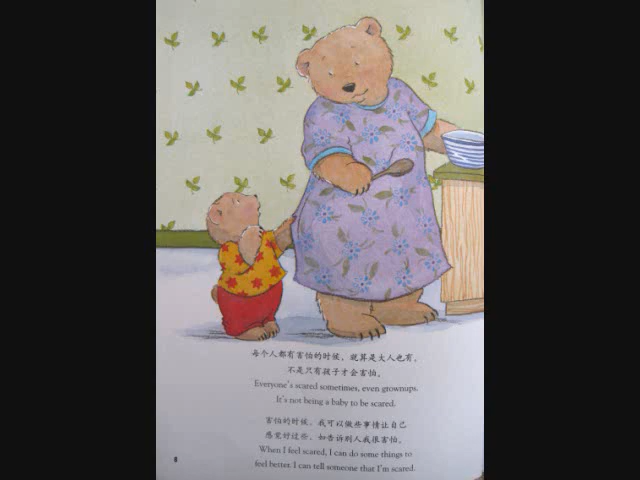 每个人都有害怕的时候，就算是大人也有，
不是只有孩子才会害怕。
Everyone's scared sometimes, even grownups.
It's not being a baby to be scared.
害怕的时候，我可以做些事情让自己
感觉好过些，如告诉别人我很害怕。
When I feel scared, I can do some things to
feel better. I can tell someone that I'm scared.
8